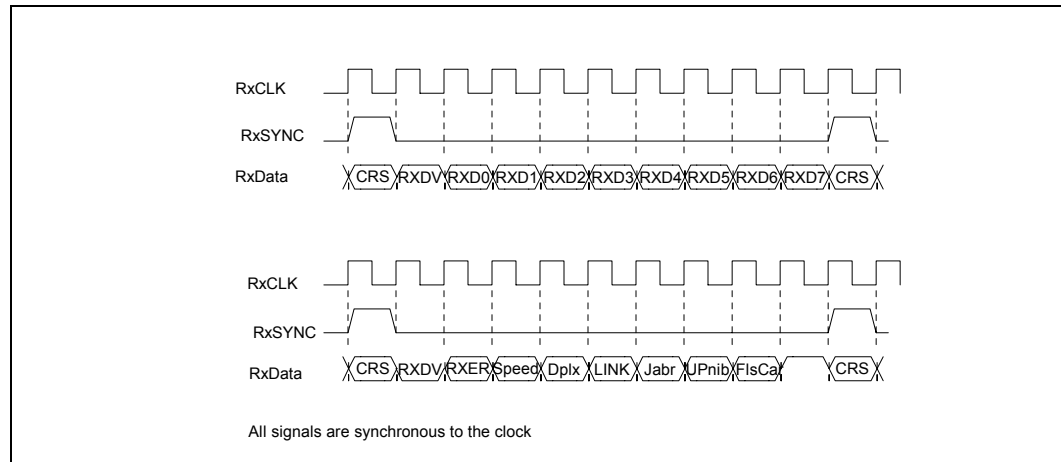 RxCLK
RxSYNC
RxData CRS RXDV RXD0 RXD1 RXD2 RXD3 RXD4 RXD5 RXD6 RXD7 CRS
RxCLK
RxSYNC
RxData CRS RXDV RXER Speed Dplx LINK Jabr UPnib FlsCa CRS
All signals are synchronous to the clock